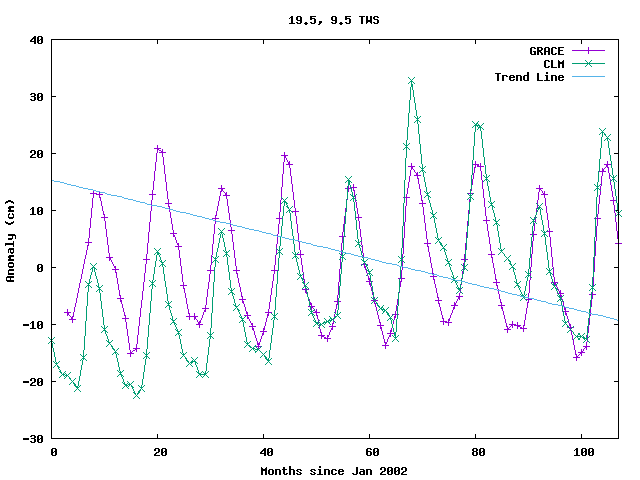 19.5, 9.5 TWS
GRACE
CLM
Trend Line
40
30
20
10
0
-10
-20
-30
Anomaly (cm)
0 20 40 60 80 100
Months since Jan 2002